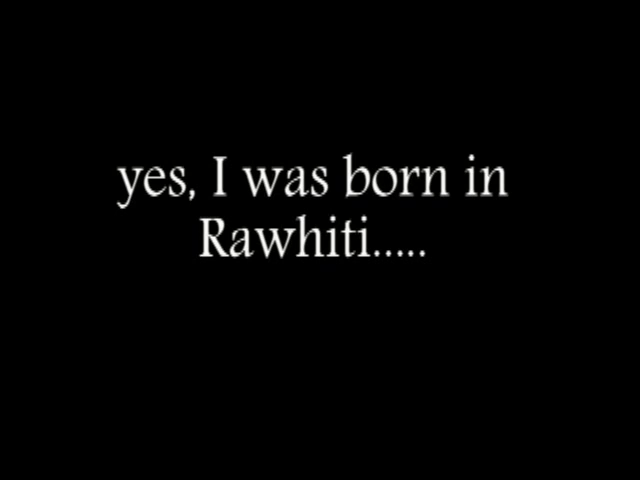 yes, I was born in
Rawhiti.....